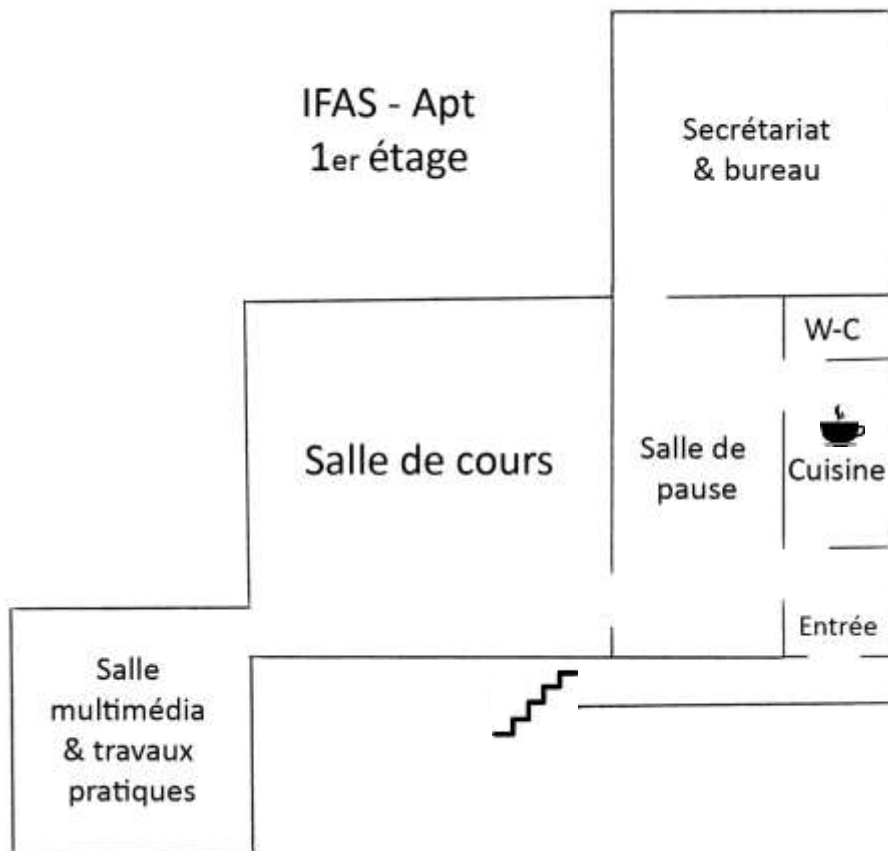 IFAS - Apt
1er étage
Secrétariat
& bureau
W-C
Salle de cours
Salle de
pause
Cuisine
Entrée
Salle
multimédia
& travaux
pratiques